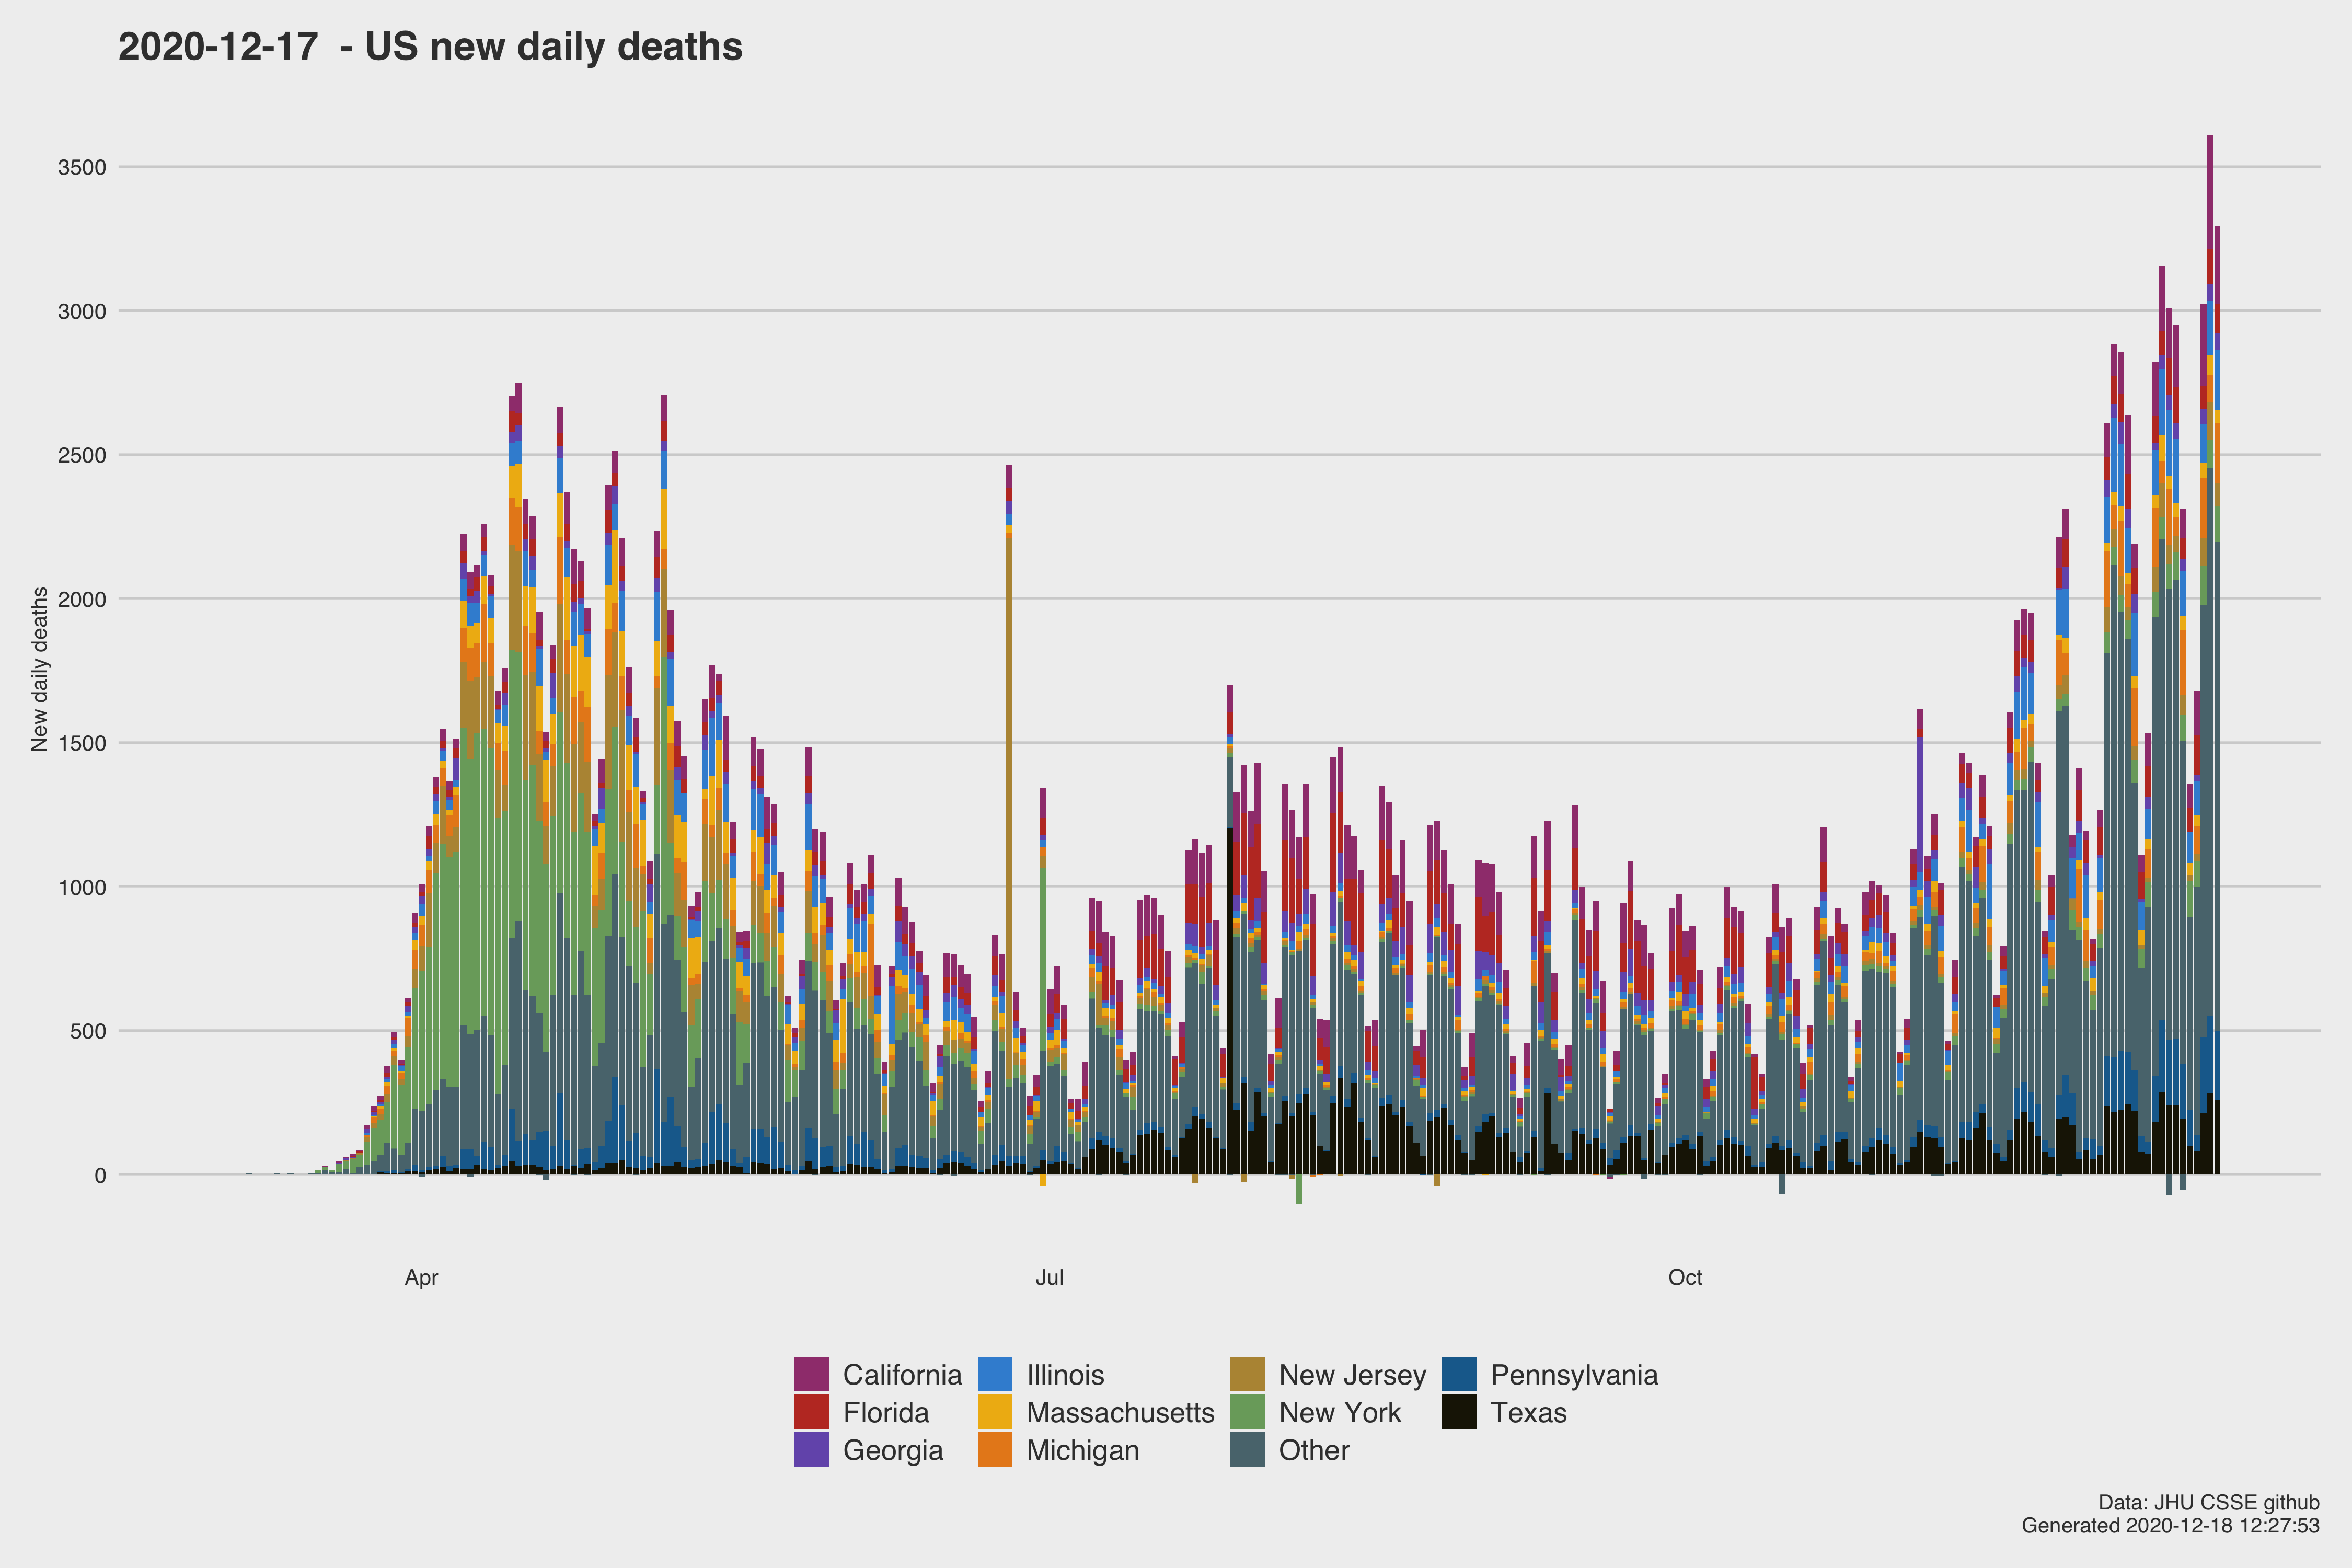 2020-12-17  - US new daily deaths
New daily deaths
3500
3000
2500
2000
1500
1000
500
0
Apr Jul Oct
California Illinois New Jersey Pennsylvania
Florida Massachusetts New York Texas
Georgia Michigan Other
Data: JHU CSSE github
Generated 2020-12-18 12:27:53